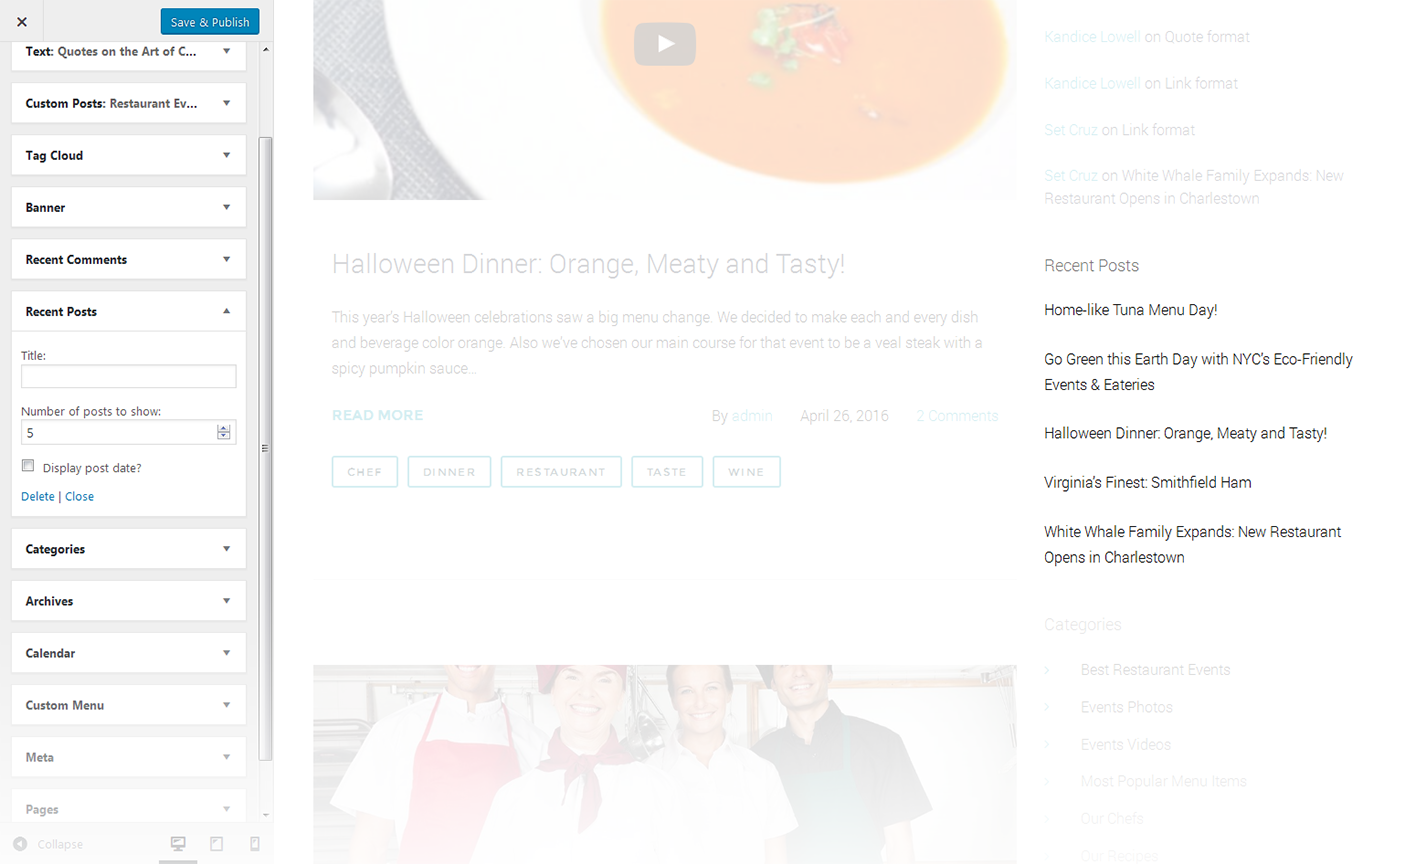 Save & Publish
Text: Quotes on the Art of C...
Custom Posts: Restaurant Ev...
Tag Cloud
Banner
Recent Comments
Recent Posts
Title:
Number of posts to show:
5
Display post date?
Delete | Close
Categories
Archives
Calendar
Custom Menu
Meta
Pages
Collapse
Halloween Dinner: Orange, Meaty and Tasty!
This year's Halloween celebrations saw a big menu change. We decided to make each and every dish
and beverage color orange. Also we've chosen our main course for that event to be a veal steak with a
spicy pumpkin sauce...
READ MORE
By admin
April 26, 2016
2 Comments
CHEF
DINNER
RESTAURANT
TASTE
WINE
Kandice Lowell on Quote format
Kandice Lowell on Link format
Set Cruz on Link format
Set Cruz on White Whale Family Expands: New
Restaurant Opens in Charlestown
Recent Posts
Home-like Tuna Menu Day!
Go Green this Earth Day with NYC's Eco-Friendly
Events & Eateries
Halloween Dinner: Orange, Meaty and Tasty!
Virginia's Finest: Smithfield Ham
White Whale Family Expands: New Restaurant
Opens in Charlestown
Categories
Best Restaurant Events
Events Photos
Events Videos
Most Popular Menu Items
Our Chefs
Our Recipes